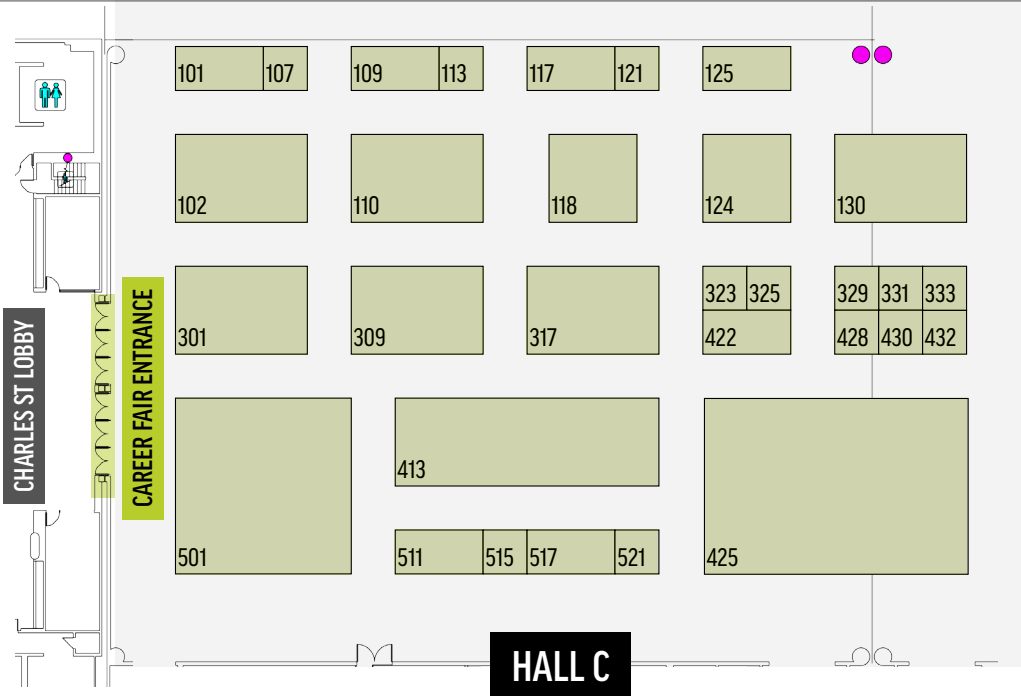 101 107 109 113 117 121 125
102 110 118 124 130
323 325 329 331 333
301 309 317 422 428 430 432
CHARLES ST LOBBY
CAREER FAIR ENTRANCE
413
501 511 515 517 521 425
HALL C